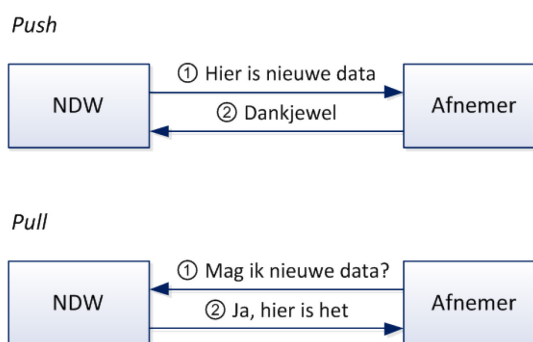 Push
① Hier is nieuwe data
NDW
Afnemer
② Dankjewel
Pull
① Mag ik nieuwe data?
NDW
Afnemer
② Ja, hier is het